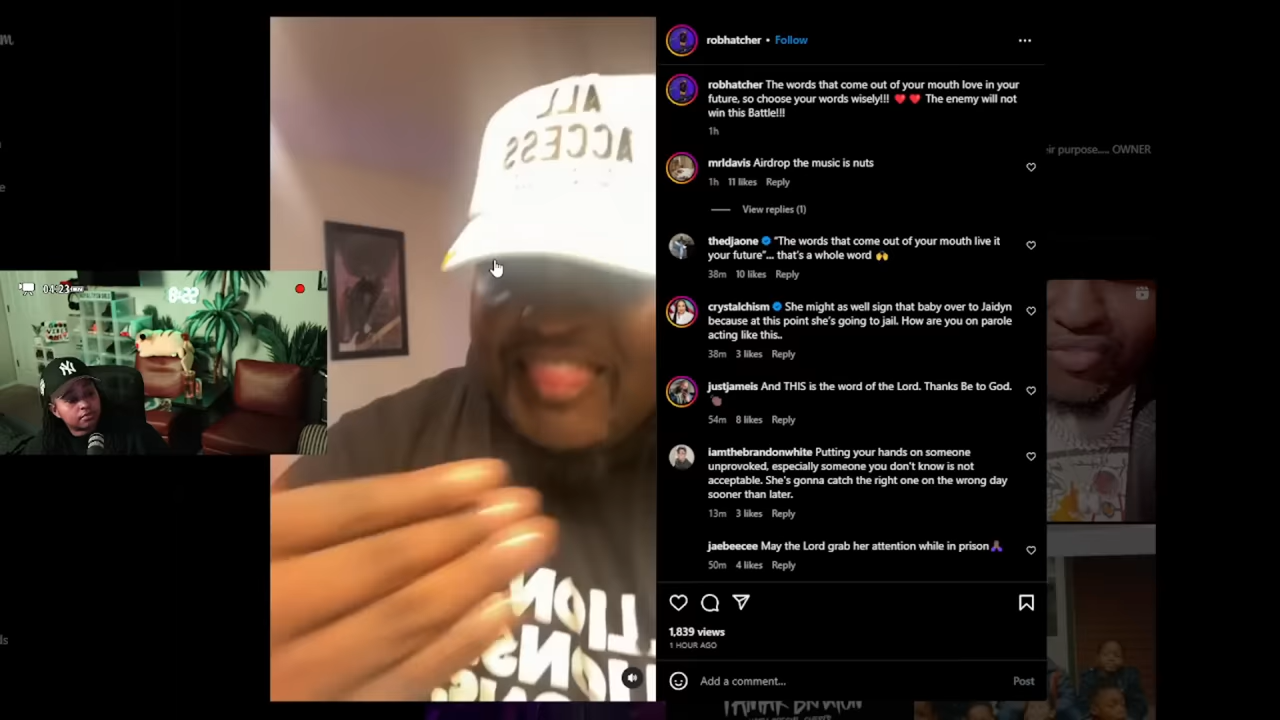 robhatcher • Follow
robhatcher The words that come out of your mouth love in your
future, so choose your words wisely!!! ❤️ ❤️ The enemy will not
win this Battle!!!
1h
mrldavis Airdrop the music is nuts
1h 11 likes Reply
View replies (1)
thedjaone "The words that come out of your mouth live it
your future"... that's a whole word 🙌
38m 10 likes Reply
crystalchism She might as well sign that baby over to Jaidyn
because at this point she's going to jail. How are you on parole
acting like this..
38m 3 likes Reply
justjameis And THIS is the word of the Lord. Thanks Be to God.
54m 8 likes Reply
iamthebrandonwhite Putting your hands on someone
unprovoked, especially someone you don't know is not
acceptable. She's gonna catch the right one on the wrong day
sooner than later.
13m 3 likes Reply
jaebeecee May the Lord grab her attention while in prison🙏🏾
50m 4 likes Reply
1,839 views
1 HOUR AGO
Add a comment...
Post
ALL
ACCESS
04:23
8:22
NY
eir purpose.... OWNER